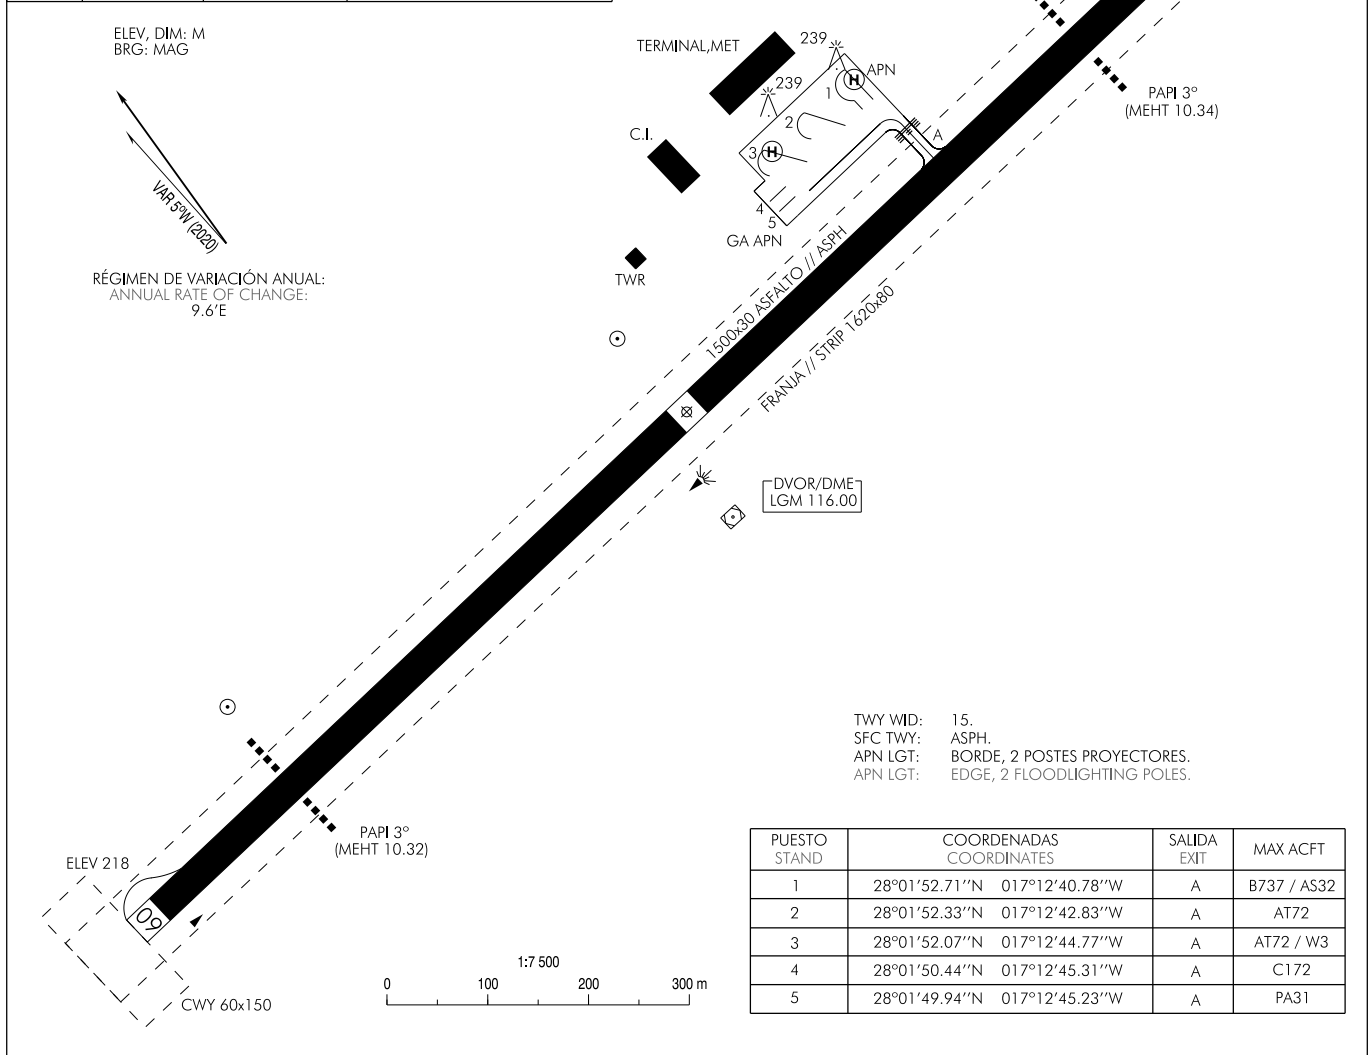 ELEV, DIM: M
BRG: MAG
VAR 5°W (2020)
RÉGIMEN DE VARIACIÓN ANUAL:
ANNUAL RATE OF CHANGE:
9.6'E
TERMINAL,MET
239
239
H
APN
1
2
3
H
4
5
A
C.I.
GA APN
TWR
PAPI 3°
(MEHT 10.34)
1500x30 ASFALTO // ASPH
FRANJA // STRIP 1620x80
DVOR/DME
LGM 116.00
PAPI 3°
(MEHT 10.32)
ELEV 218
09
CWY 60x150
1:7 500
0 100 200 300 m
TWY WID: 15.
SFC TWY: ASPH.
APN LGT: BORDE, 2 POSTES PROYECTORES.
APN LGT: EDGE, 2 FLOODLIGHTING POLES.
PUESTO COORDENADAS SALIDA MAX ACFT
STAND COORDINATES EXIT
1 28°01'52.71''N 017°12'40.78''W A B737 / AS32
2 28°01'52.33''N 017°12'42.83''W A AT72
3 28°01'52.07''N 017°12'44.77''W A AT72 / W3
4 28°01'50.44''N 017°12'45.31''W A C172
5 28°01'49.94''N 017°12'45.23''W A PA31